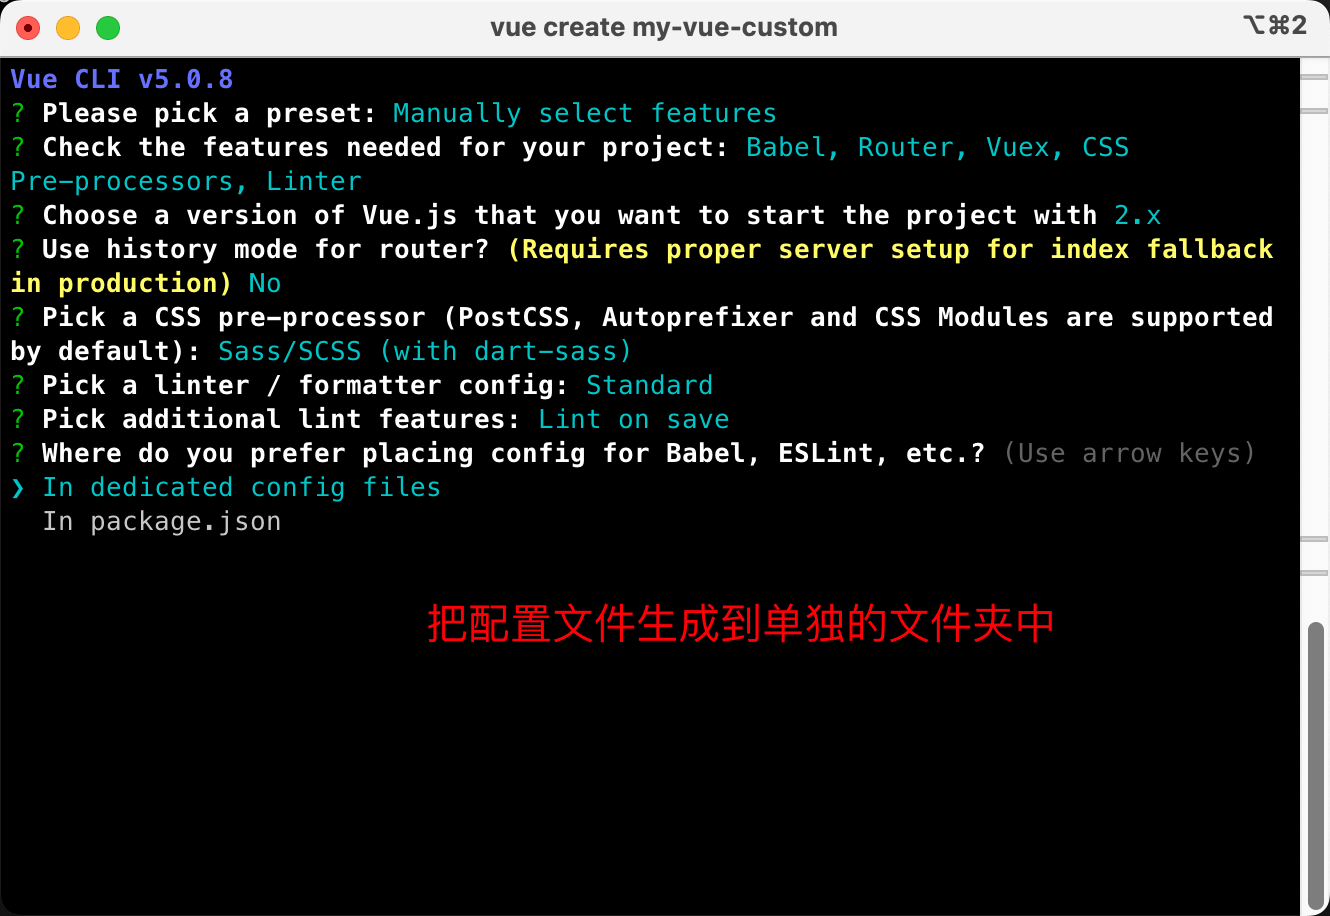 vue create my-vue-custom
⌥⌘2
Vue CLI v5.0.8
? Please pick a preset: Manually select features
? Check the features needed for your project: Babel, Router, Vuex, CSS
Pre-processors, Linter
? Choose a version of Vue.js that you want to start the project with 2.x
? Use history mode for router? (Requires proper server setup for index fallback
in production) No
? Pick a CSS pre-processor (PostCSS, Autoprefixer and CSS Modules are supported
by default): Sass/SCSS (with dart-sass)
? Pick a linter / formatter config: Standard
? Pick additional lint features: Lint on save
? Where do you prefer placing config for Babel, ESLint, etc.? (Use arrow keys)
❯ In dedicated config files
In package.json
把配置文件生成到单独的文件夹中